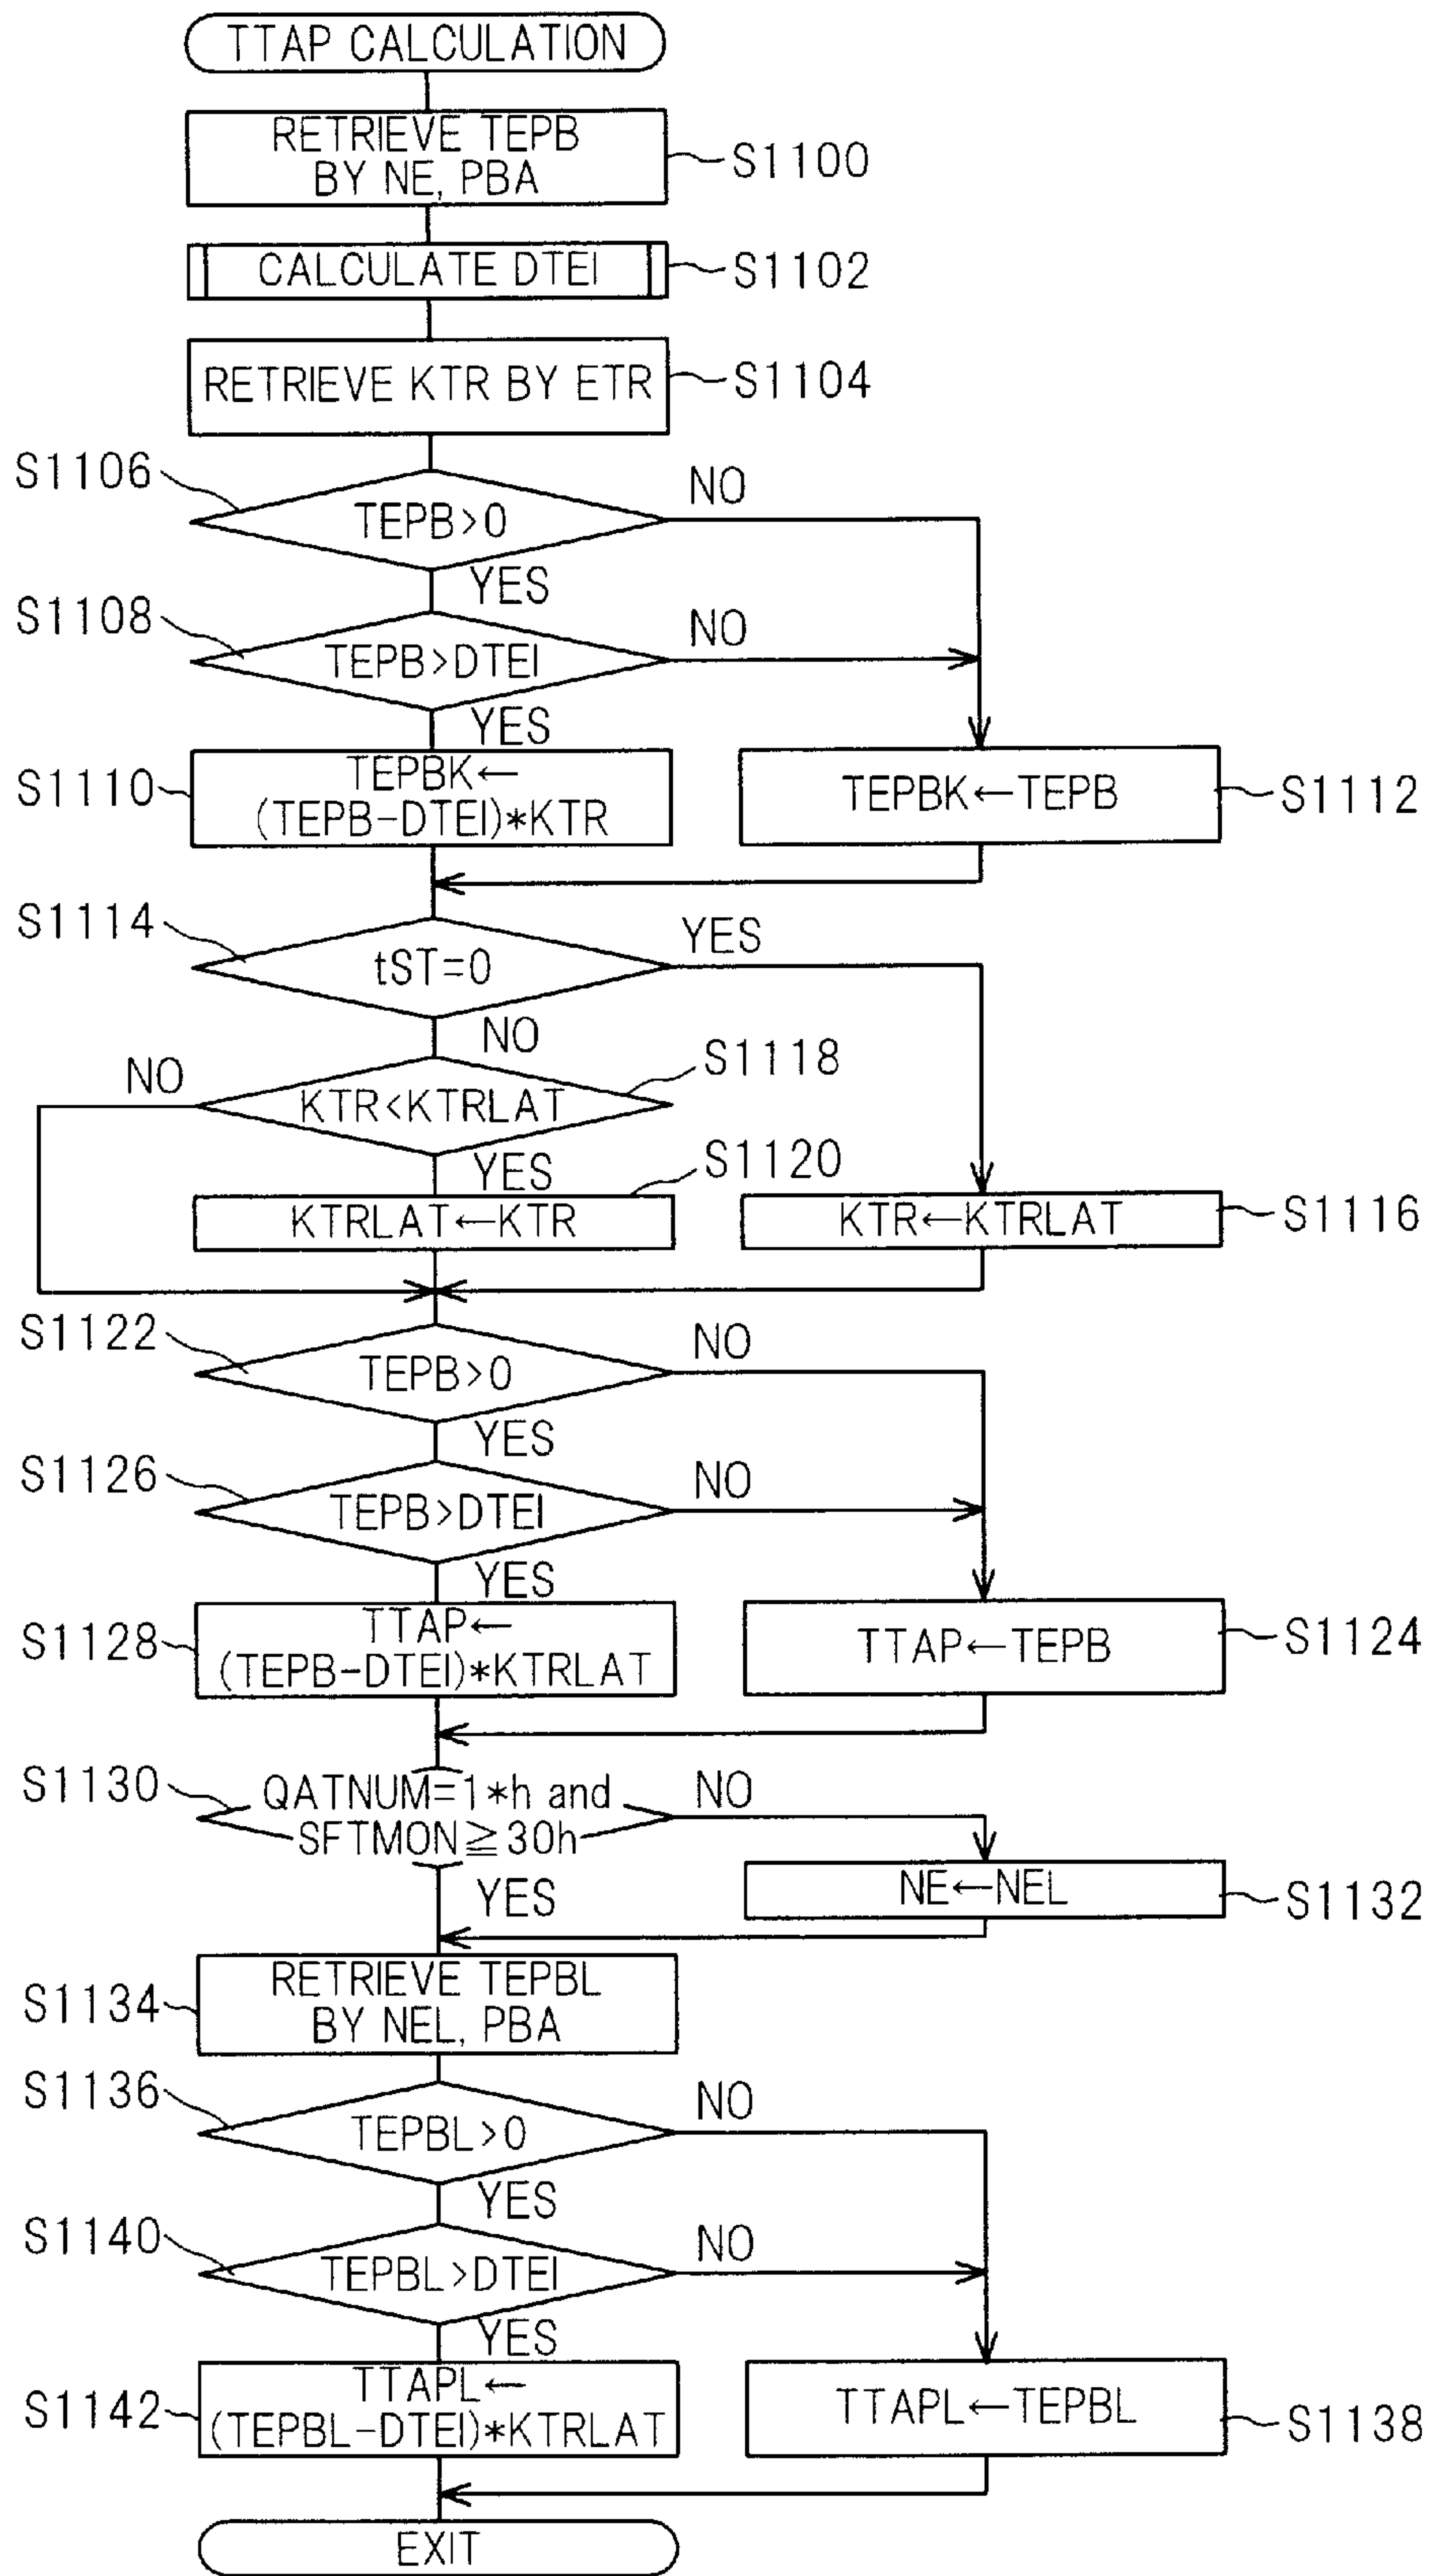 TTAP CALCULATION
RETRIEVE TEPB
BY NE, PBA
S1100
CALCULATE DTEI
S1102
RETRIEVE KTR BY ETR
S1104
S1106
TEPB>0
NO
YES
S1108
TEPB>DTEI
NO
YES
S1110
TEPBK←
(TEPB-DTEI)*KTR
TEPBK←TEPB
S1112
S1114
tST=0
YES
NO
S1118
NO
KTR<KTRLAT
YES
S1120
KTRLAT←KTR
KTR←KTRLAT
S1116
S1122
TEPB>0
NO
YES
S1126
TEPB>DTEI
NO
YES
S1128
TTAP←
(TEPB-DTEI)*KTRLAT
TTAP←TEPB
S1124
S1130
QATNUM=1*h and
SFTMON≧30h
NO
YES
NE←NEL
S1132
S1134
RETRIEVE TEPBL
BY NEL, PBA
S1136
TEPBL>0
NO
YES
S1140
TEPBL>DTEI
NO
YES
S1142
TTAPL←
(TEPBL-DTEI)*KTRLAT
TTAPL←TEPBL
S1138
EXIT